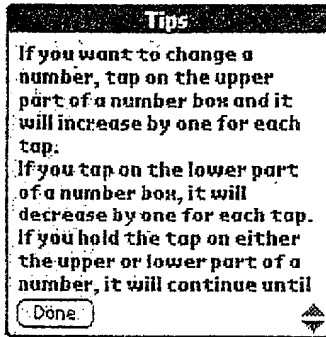 Tips
If you want to change a
number, tap on the upper
part of a number box and it
will increase by one for each
tap.
If you tap on the lower part
of a number box, it will
decrease by one for each tap.
If you hold the tap on either
the upper or lower part of a
number, it will continue until
Done